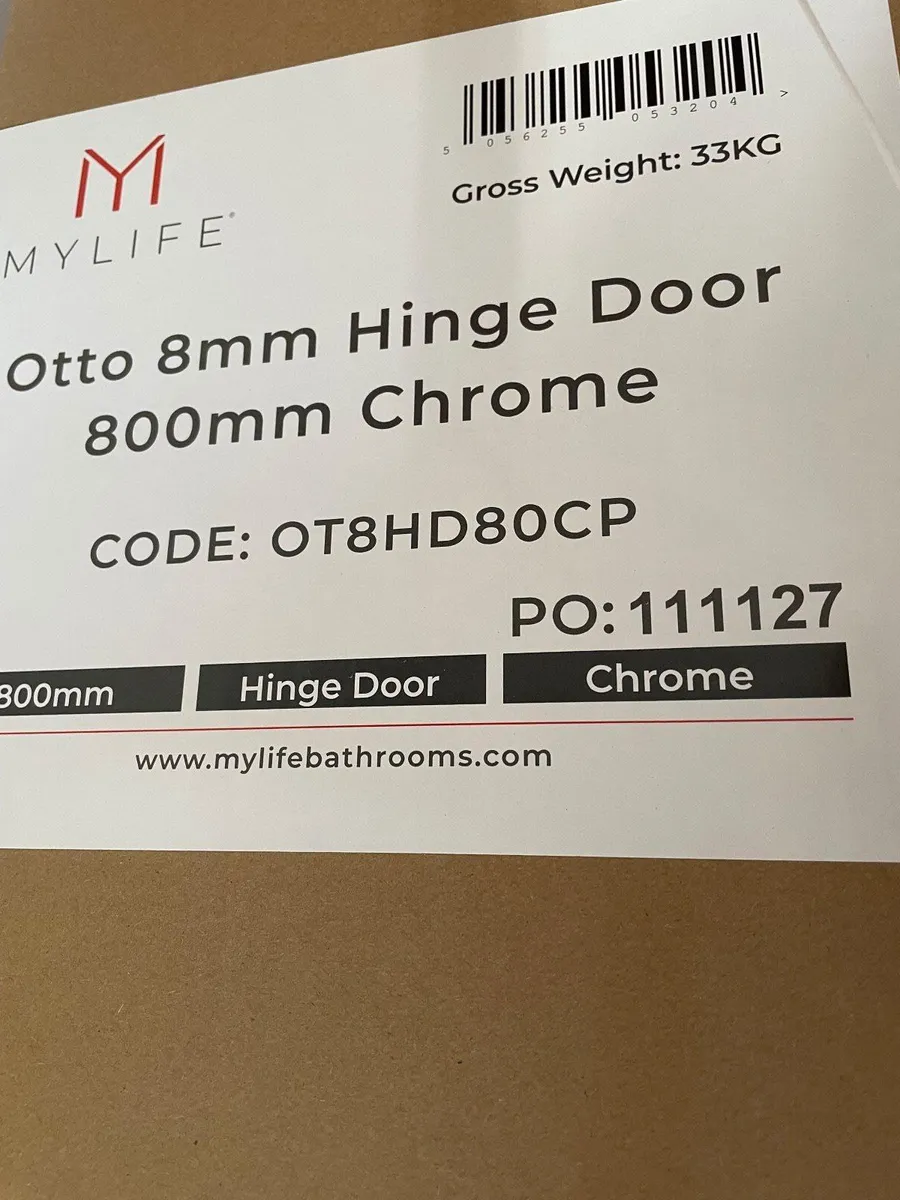 5 056255 053204 >
Gross Weight: 33KG
MYLIFE®
Otto 8mm Hinge Door
800mm Chrome
CODE: OT8HD80CP
PO: 111127
800mm Hinge Door Chrome
www.mylifebathrooms.com